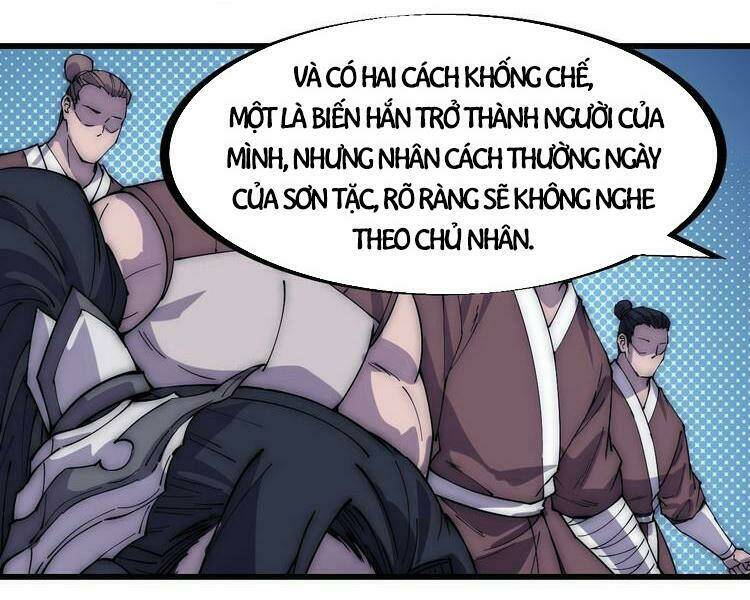 VÀ CÓ HAI CÁCH KHỐNG CHẾ,
MỘT LÀ BIẾN HẮN TRỞ THÀNH NGƯỜI CỦA
MÌNH, NHƯNG NHÂN CÁCH THƯỜNG NGÀY
CỦA SƠN TẶC, RÕ RÀNG SẼ KHÔNG NGHE
THEO CHỦ NHÂN.